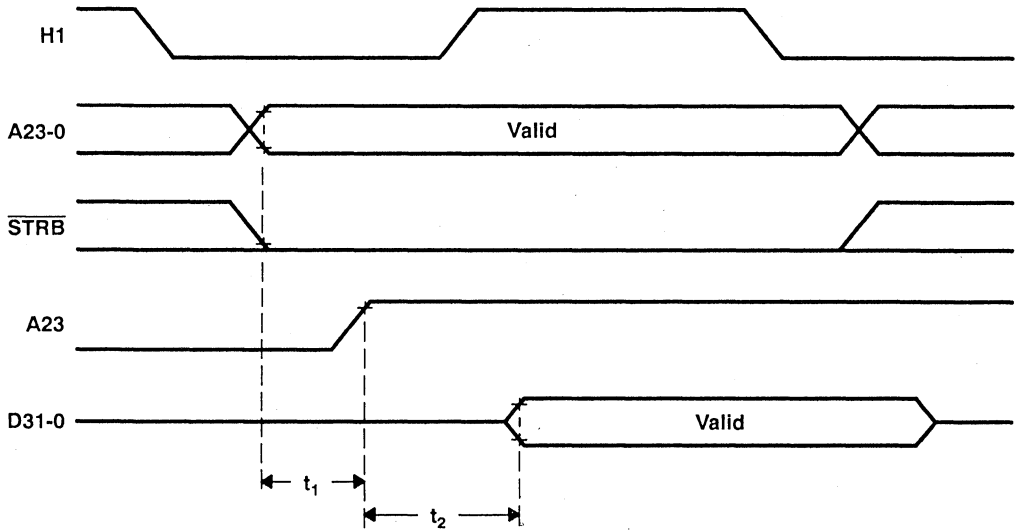 H1
A23-0
Valid
STRB
A23
D31-0
Valid
t1
t2